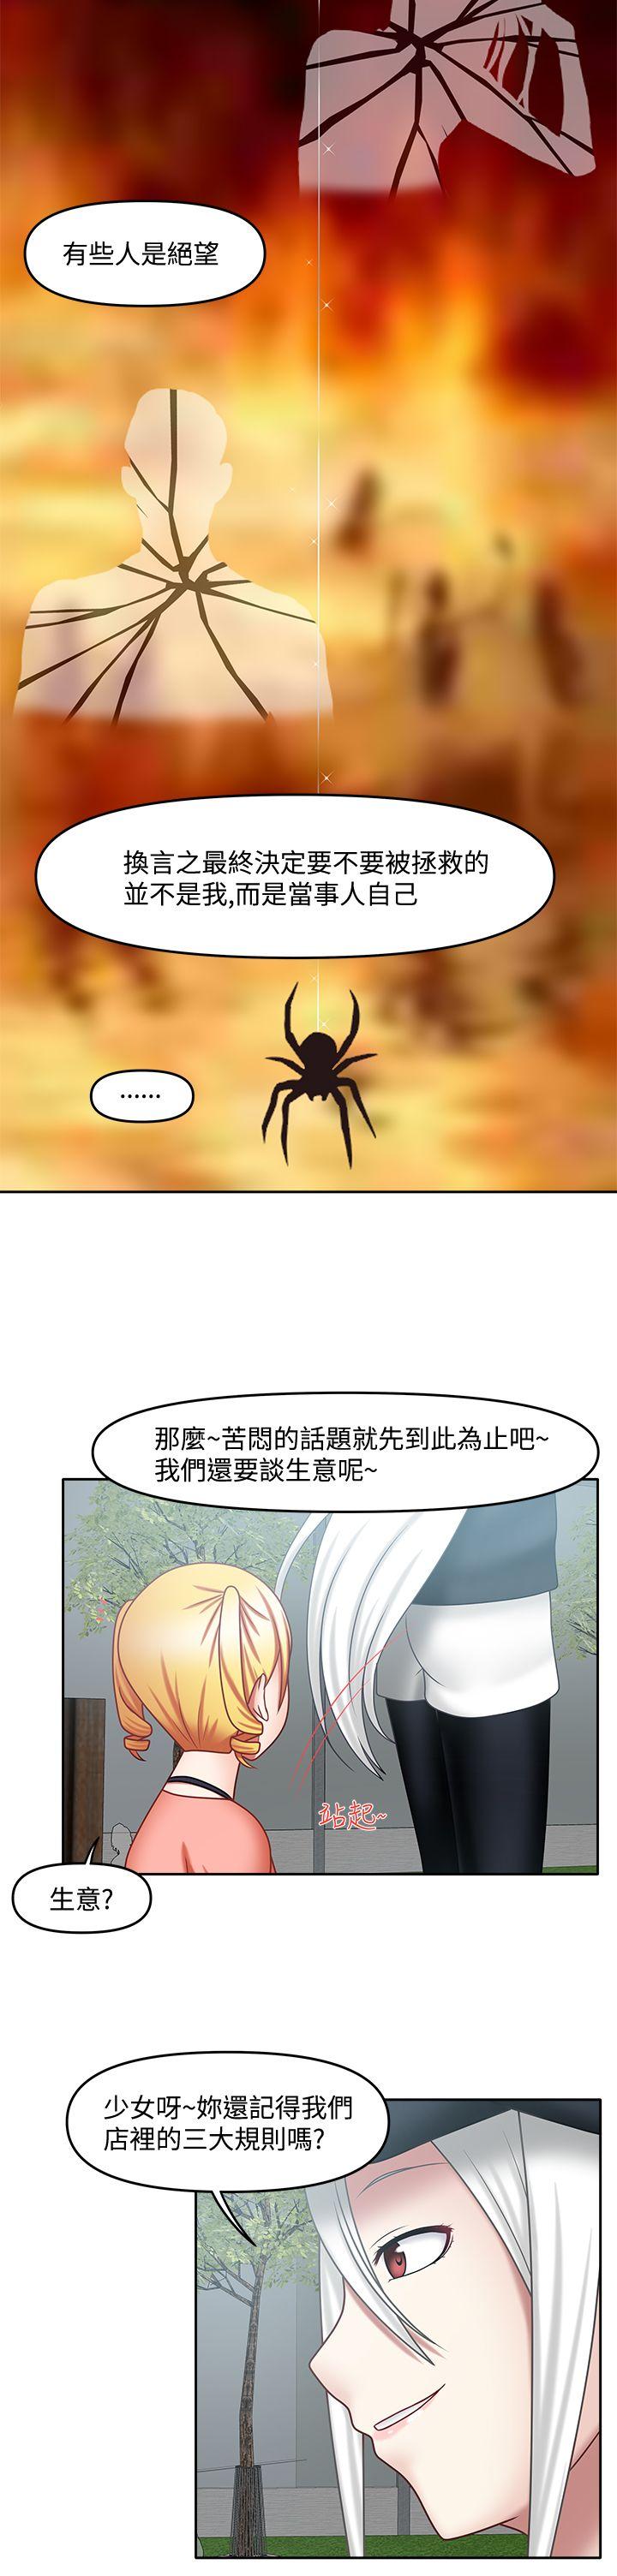 有些人是絕望
換言之最終決定要不要被拯救的
並不是我,而是當事人自己
……
那麼~苦悶的話題就先到此為止吧~
我們還要談生意呢~
站起~
生意?
少女呀~妳還記得我們
店裡的三大規則嗎?